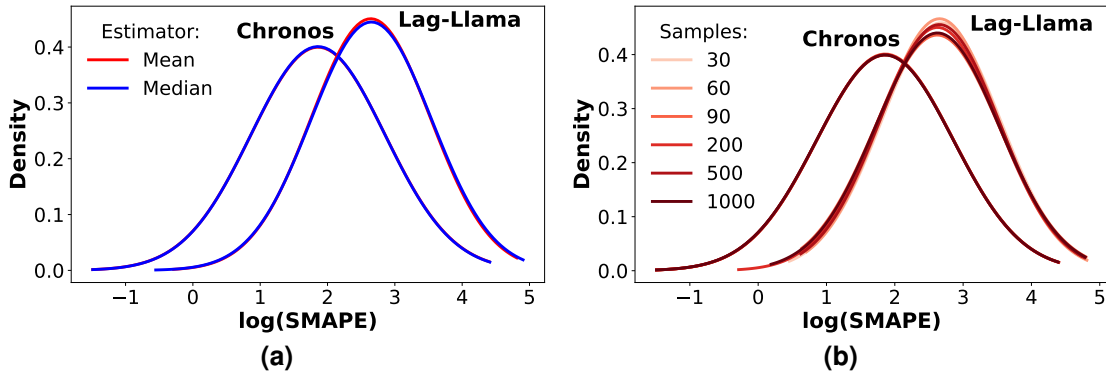 Estimator:
Mean
Median
Chronos
Lag-Llama
Density
0.4
0.3
0.2
0.1
0.0
−1
0
1
2
3
4
5
log(SMAPE)
(a)
Samples:
30
60
90
200
500
1000
Chronos
Lag-Llama
Density
0.4
0.3
0.2
0.1
0.0
−1
0
1
2
3
4
5
log(SMAPE)
(b)